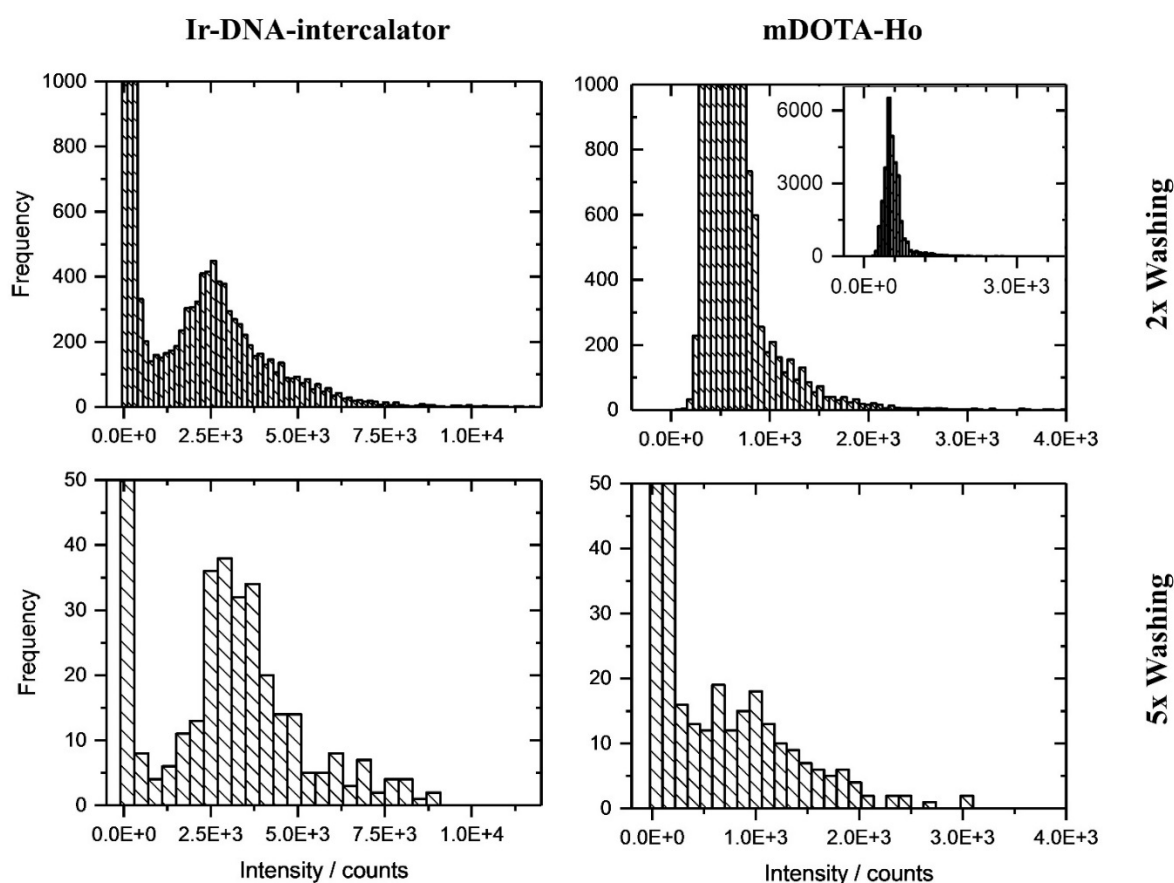 Ir-DNA-intercalator
mDOTA-Ho
1000
800
600
400
200
0
Frequency
0.0E+0 2.5E+3 5.0E+3 7.5E+3 1.0E+4
1000
800
600
400
200
0
0.0E+0 1.0E+3 2.0E+3 3.0E+3 4.0E+3
6000
3000
0
0.0E+0 3.0E+3
2x Washing
50
40
30
20
10
0
Frequency
0.0E+0 2.5E+3 5.0E+3 7.5E+3 1.0E+4
Intensity / counts
50
40
30
20
10
0
0.0E+0 1.0E+3 2.0E+3 3.0E+3 4.0E+3
Intensity / counts
5x Washing